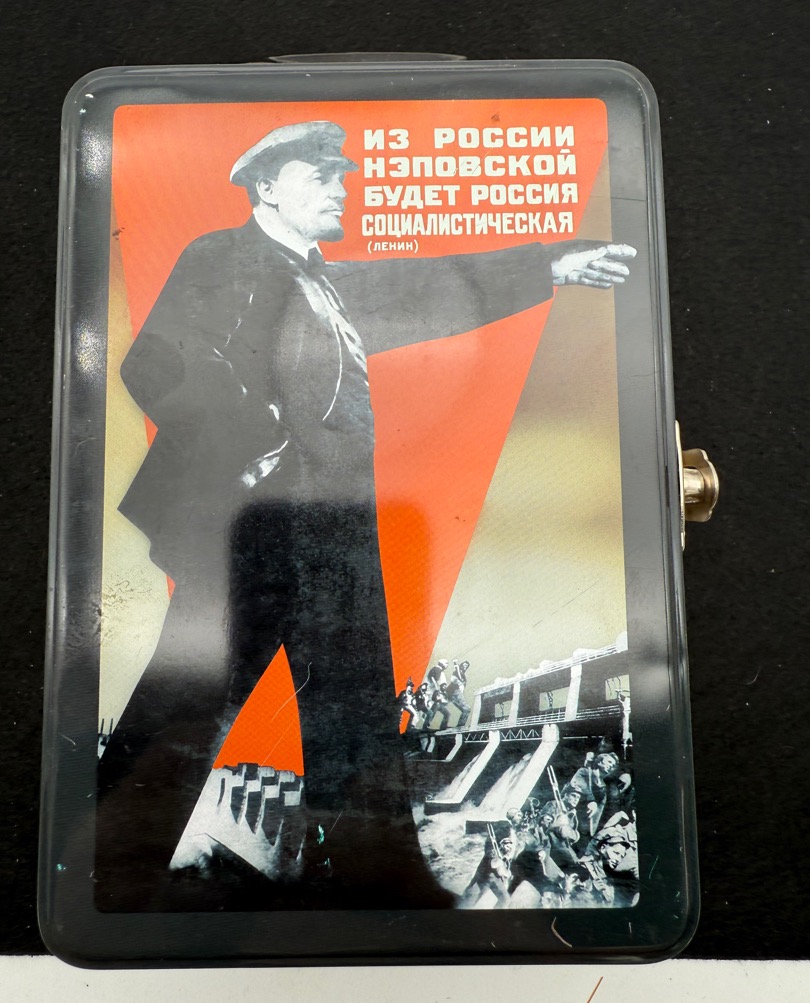 ИЗ РОССИИ
НЭПОВСКОЙ
БУДЕТ РОССИЯ
СОЦИАЛИСТИЧЕСКАЯ
(ЛЕНИН)